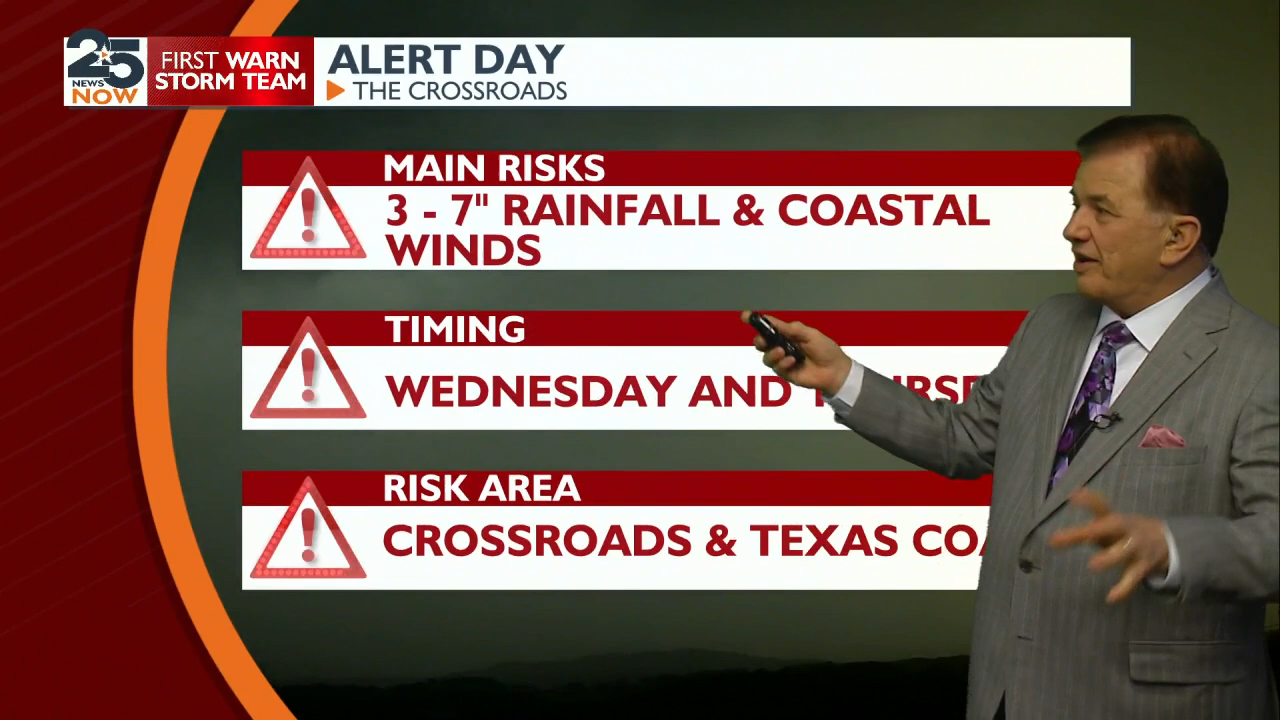 25
NEWS
NOW
FIRST WARN
STORM TEAM
ALERT DAY
THE CROSSROADS
MAIN RISKS
3 - 7" RAINFALL & COASTAL
WINDS
TIMING
WEDNESDAY AND
RISK AREA
CROSSROADS & TEXAS